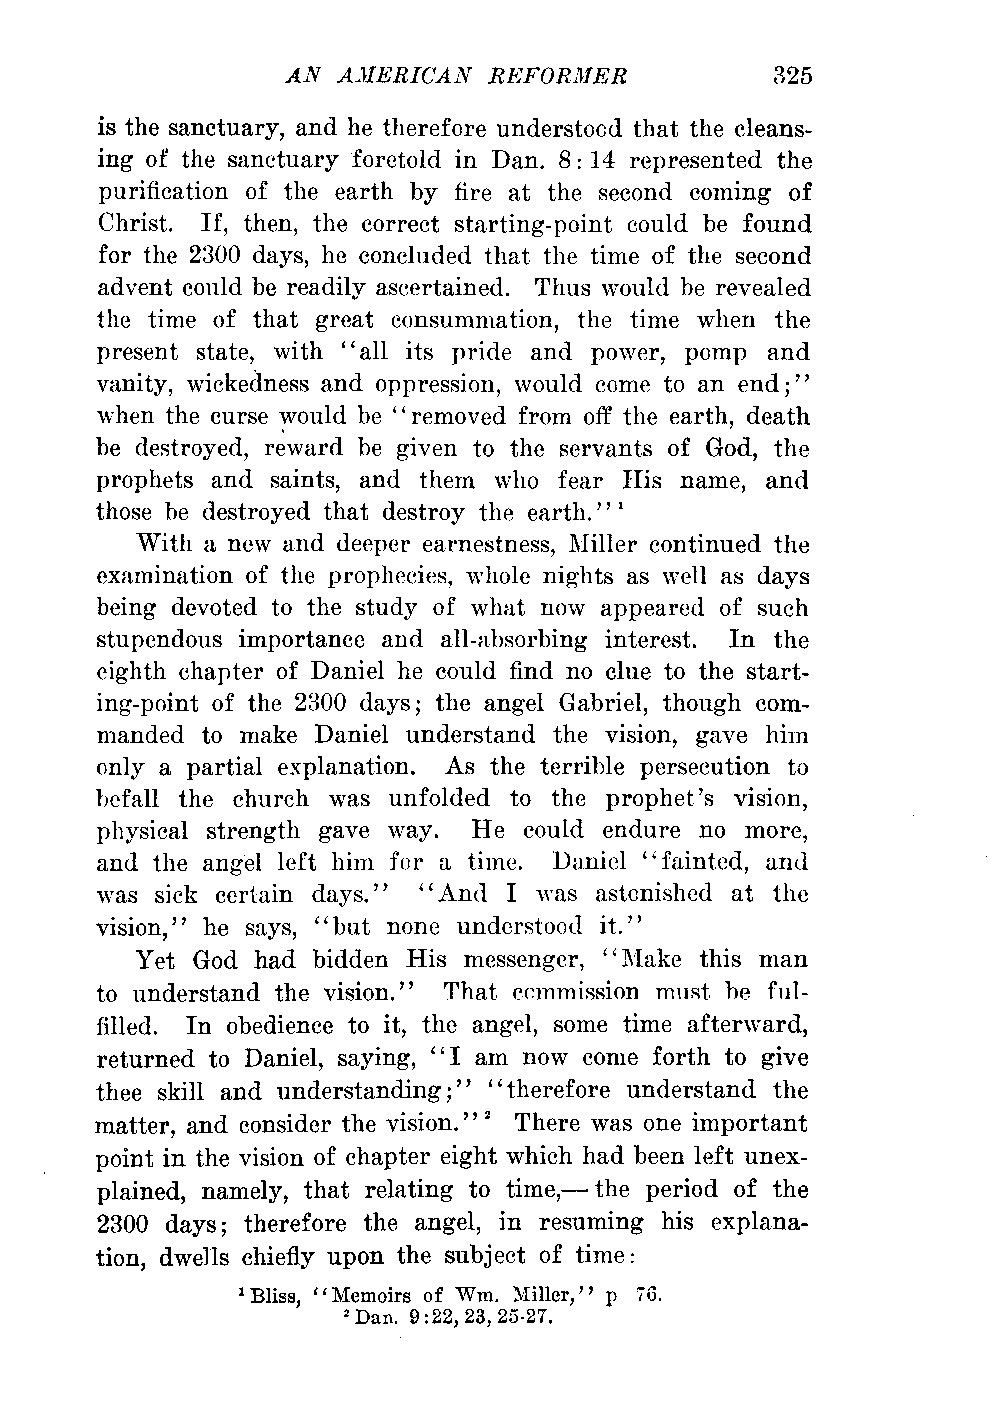 AN AMERICAN REFORMER 325
is the sanctuary, and he therefore understood that the cleans-
ing of the sanctuary foretold in Dan. 8:14 represented the
purification of the earth by fire at the second coming of
Christ. If, then, the correct starting-point could be found
for the 2300 days, he concluded that the time of the second
advent could be readily ascertained. Thus would be revealed
the time of that great consummation, the time when the
present state, with "all its pride and power, pomp and
vanity, wickedness and oppression, would come to an end;"
when the curse would be "removed from off the earth, death
be destroyed, reward be given to the servants of God, the
prophets and saints, and them who fear His name, and
those be destroyed that destroy the earth."¹
With a new and deeper earnestness, Miller continued the
examination of the prophecies, whole nights as well as days
being devoted to the study of what now appeared of such
stupendous importance and all-absorbing interest. In the
eighth chapter of Daniel he could find no clue to the start-
ing-point of the 2300 days; the angel Gabriel, though com-
manded to make Daniel understand the vision, gave him
only a partial explanation. As the terrible persecution to
befall the church was unfolded to the prophet's vision,
physical strength gave way. He could endure no more,
and the angel left him for a time. Daniel "fainted, and
was sick certain days." "And I was astonished at the
vision," he says, "but none understood it."
Yet God had bidden His messenger, "Make this man
to understand the vision." That commission must be ful-
filled. In obedience to it, the angel, some time afterward,
returned to Daniel, saying, "I am now come forth to give
thee skill and understanding;" "therefore understand the
matter, and consider the vision."² There was one important
point in the vision of chapter eight which had been left unex-
plained, namely, that relating to time,—the period of the
2300 days; therefore the angel, in resuming his explana-
tion, dwells chiefly upon the subject of time:
¹Bliss, "Memoirs of Wm. Miller," p 76.
²Dan. 9:22, 23, 25-27.